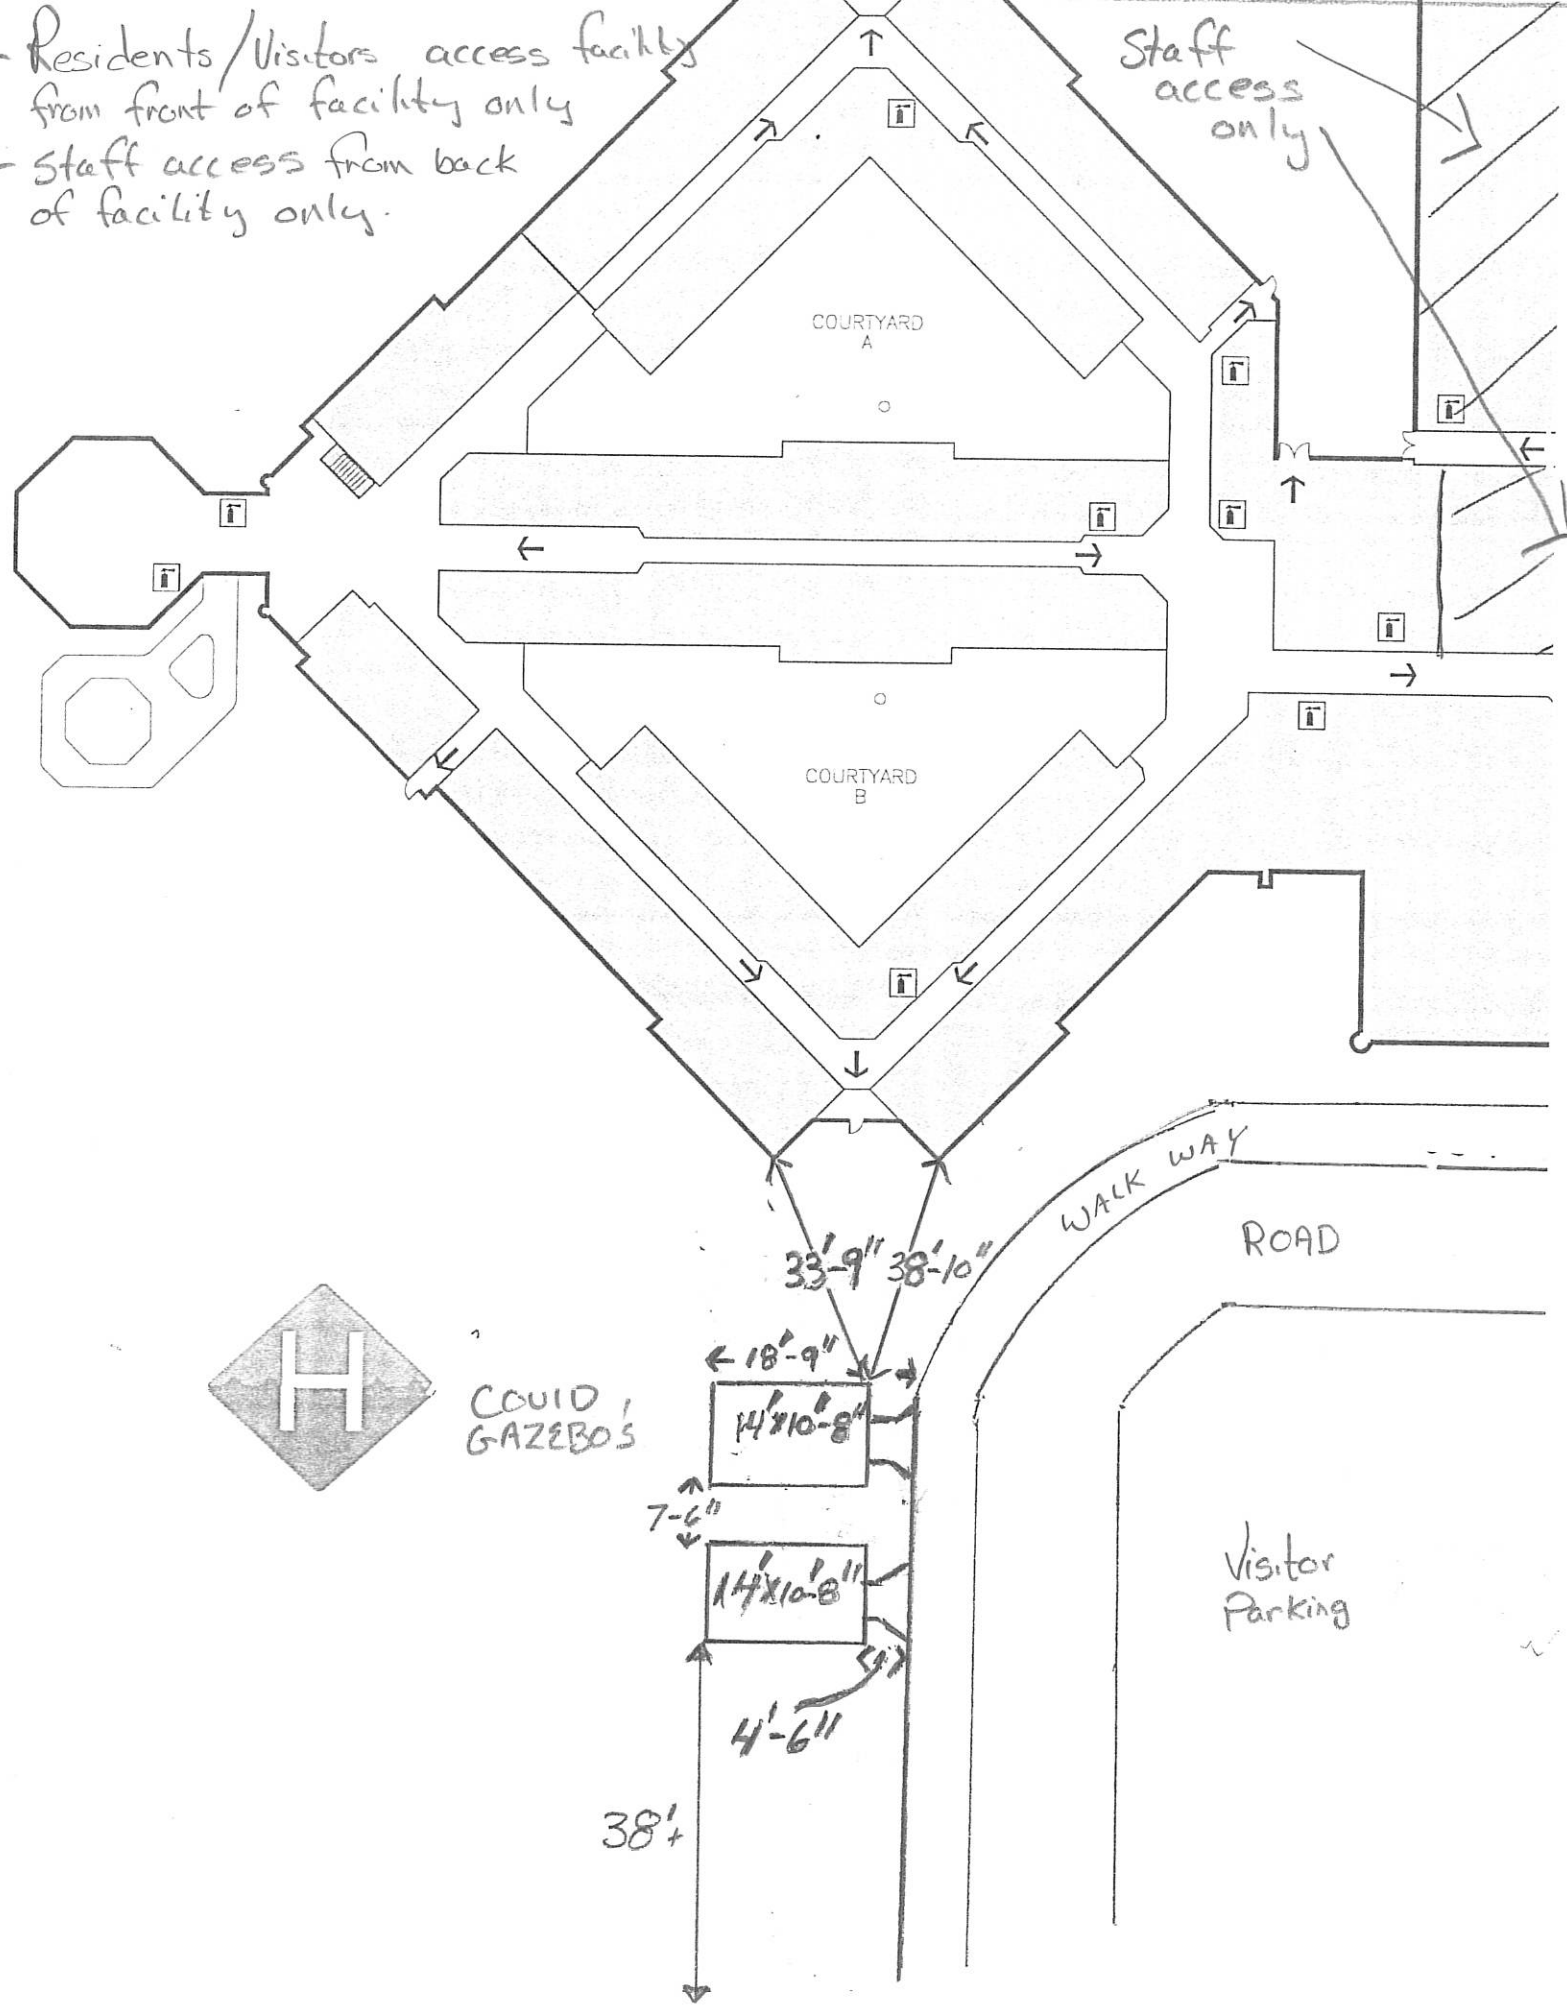 - Residents/Visitors access facility
from front of facility only
- Staff access from back
of facility only.
Staff
access
only
COURTYARD
A
COURTYARD
B
WALK WAY
ROAD
33'-9" 38'-10"
18'-9"
H
COVID
GAZEBO'S
14'x10'-8"
7-6"
14'x10'-8"
4'-6"
38'+
Visitor
Parking